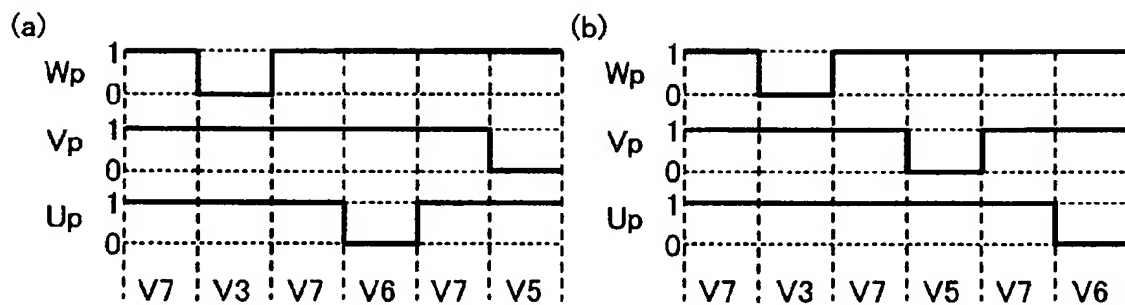 (a)
Wp 1 0
Vp 1 0
Up 1 0
V7 V3 V7 V6 V7 V5
(b)
Wp 1 0
Vp 1 0
Up 1 0
V7 V3 V7 V5 V7 V6